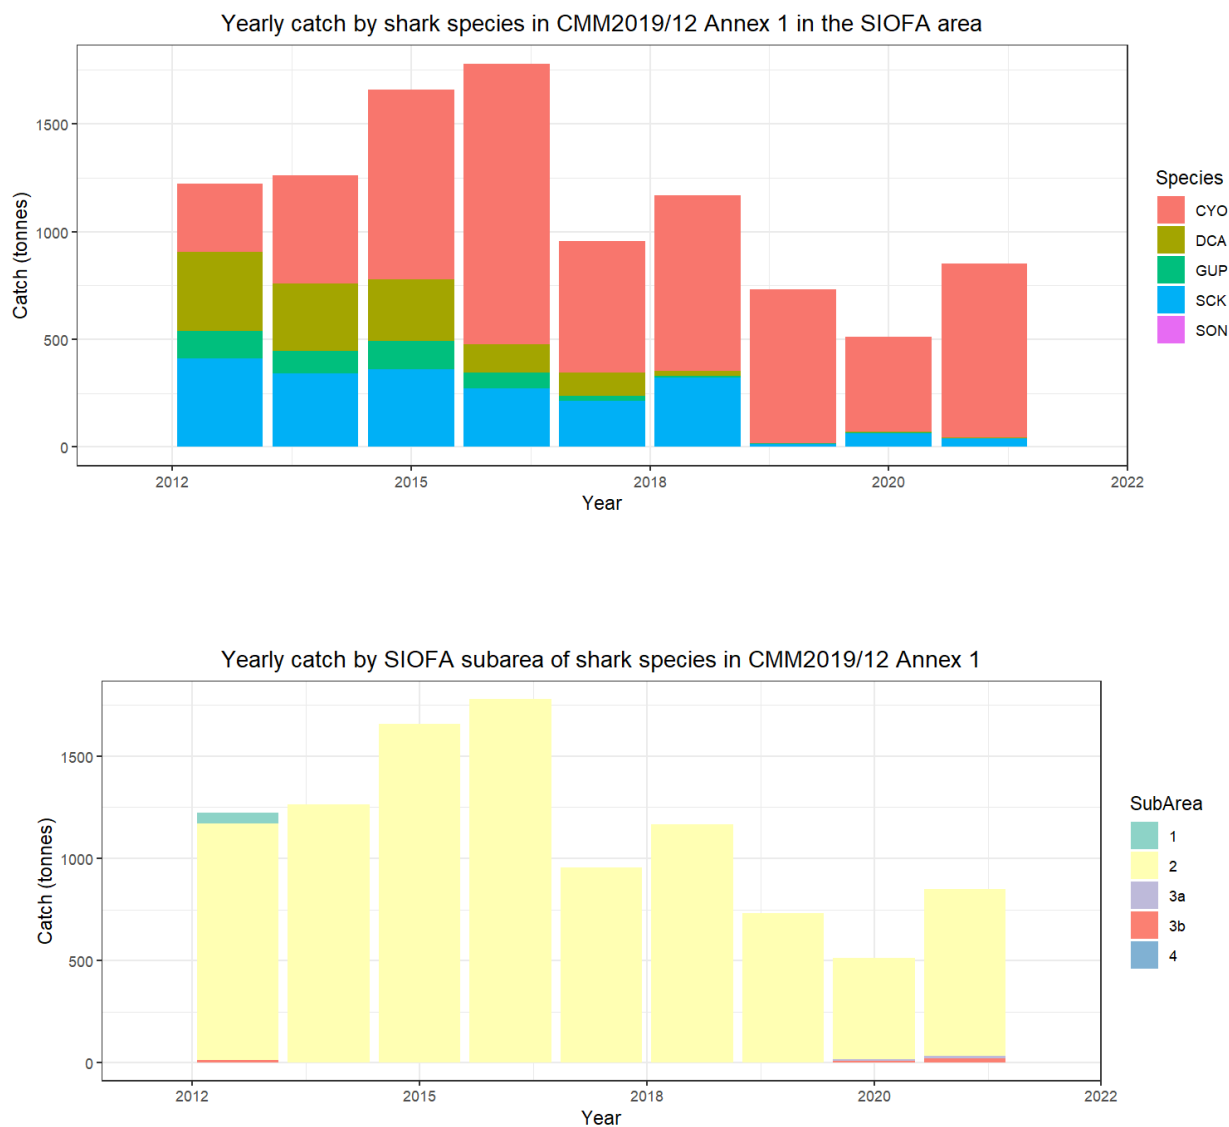 Yearly catch by shark species in CMM2019/12 Annex 1 in the SIOFA area
1500
1000
500
0
Catch (tonnes)
2012 2015 2018 2020 2022
Year
Species
CYO
DCA
GUP
SCK
SON
Yearly catch by SIOFA subarea of shark species in CMM2019/12 Annex 1
1500
1000
500
0
Catch (tonnes)
2012 2015 2018 2020 2022
Year
SubArea
1
2
3a
3b
4